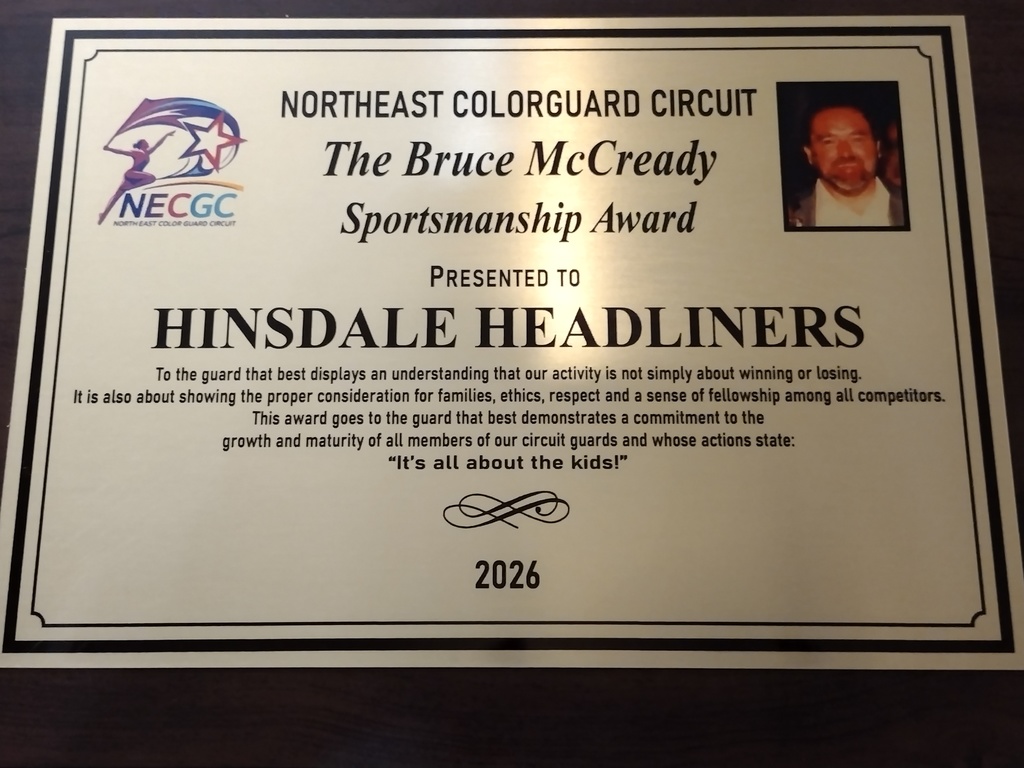 NORTHEAST COLORGUARD CIRCUIT
The Bruce McCready
Sportsmanship Award
NECGC
NORTH EAST COLOR GUARD CIRCUIT
PRESENTED TO
HINSDALE HEADLINERS
To the guard that best displays an understanding that our activity is not simply about winning or losing.
It is also about showing the proper consideration for families, ethics, respect and a sense of fellowship among all competitors.
This award goes to the guard that best demonstrates a commitment to the
growth and maturity of all members of our circuit guards and whose actions state:
“It's all about the kids!”
2026